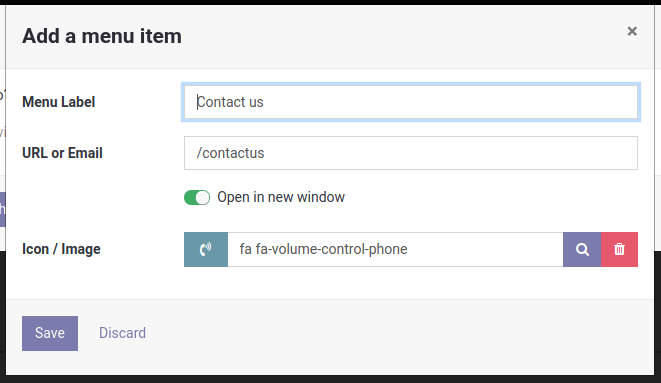 Add a menu item
×
Menu Label
Contact us
URL or Email
/contactus
Open in new window
Icon / Image
fa fa-volume-control-phone
Save
Discard